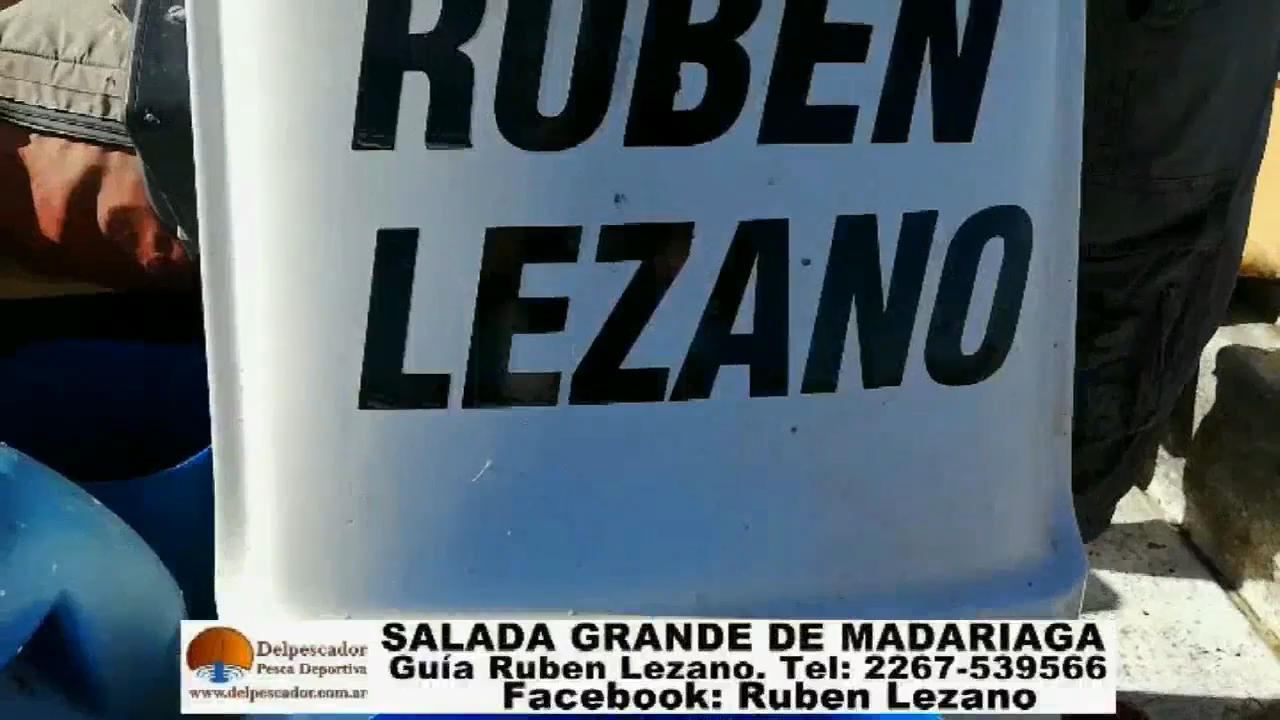 RUBEN
LEZANO
Delpescador
Pesca Deportiva
www.delpescador.com.ar
SALADA GRANDE DE MADARIAGA
Guía Ruben Lezano. Tel: 2267-539566
Facebook: Ruben Lezano